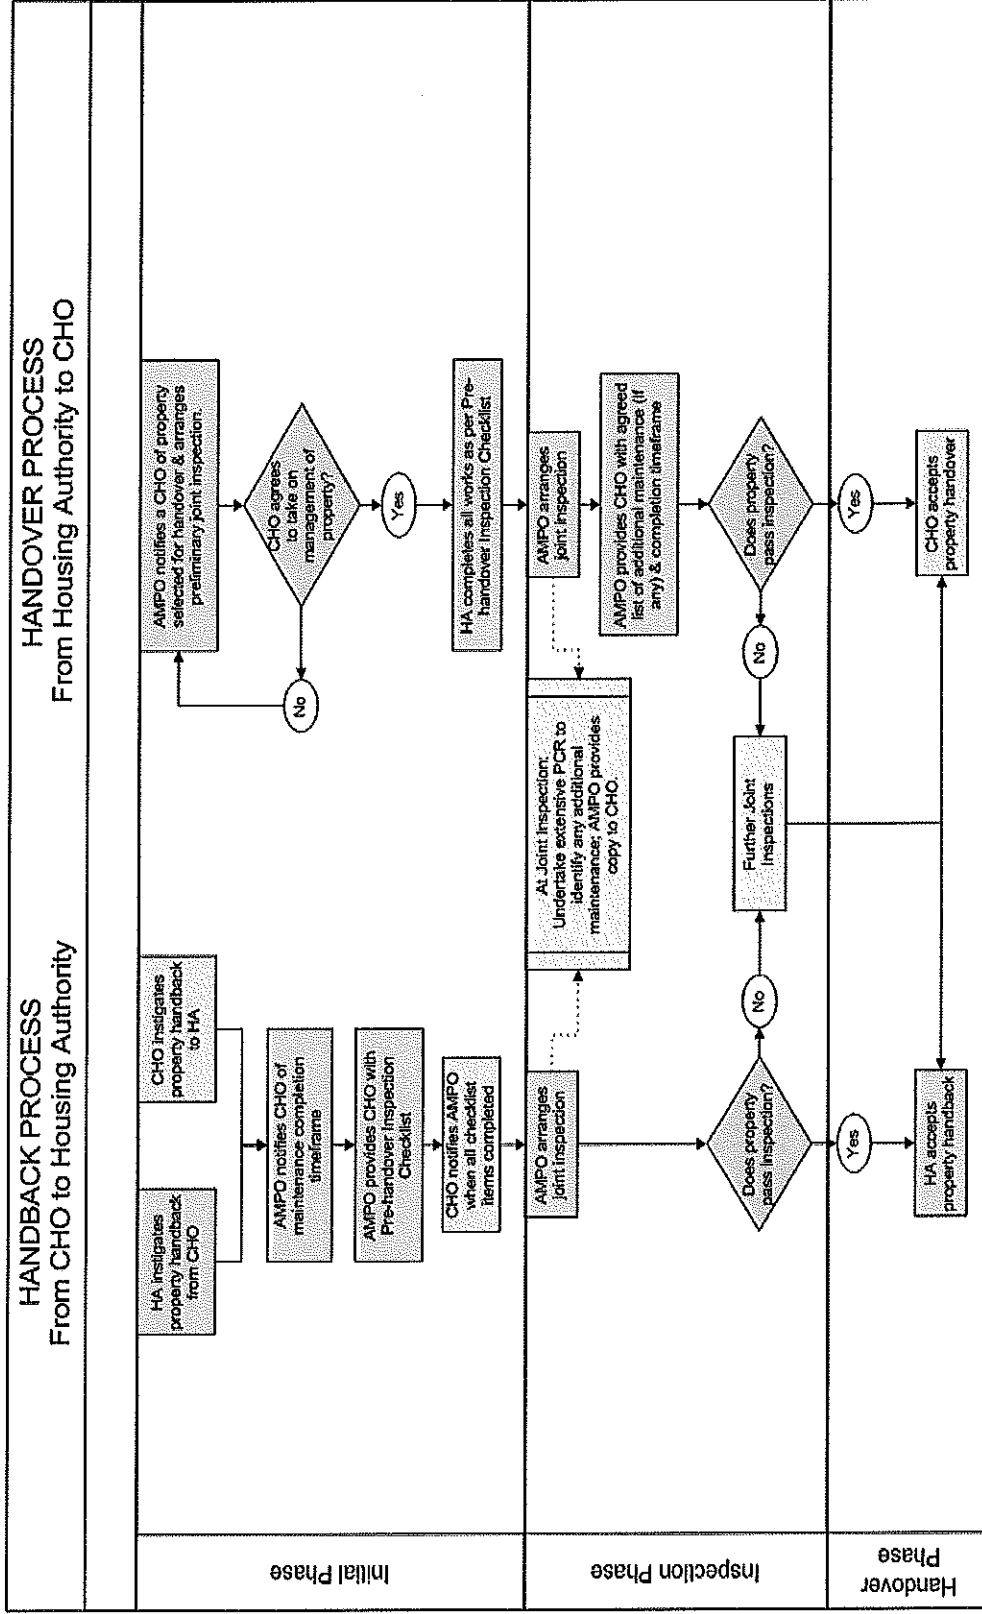 HANDBACK PROCESS
From CHO to Housing Authority
HANDOVER PROCESS
From Housing Authority to CHO
Initial Phase
HA instigates
property handback
from CHO
CHO instigates
property handback
to HA
AMPO notifies CHO of
maintenance completion
timeframe
AMPO provides CHO with
Pre-handover Inspection
Checklist
CHO notifies AMPO
when all checklist
items completed
AMPO notifies a CHO of property
selected for handover & arranges
preliminary joint inspection.
CHO agrees
to take on
management of
property?
No
Yes
HA completes all works as per Pre-
handover Inspection Checklist
Inspection Phase
AMPO arranges
joint inspection
At Joint Inspection:
Undertake extensive PCR to
identify any additional
maintenance; AMPO provides
copy to CHO.
AMPO arranges
joint inspection
AMPO provides CHO with agreed
list of additional maintenance (if
any) & completion timeframe
Does property
pass inspection?
No
Further Joint
Inspections
No
Does property
pass inspection?
Handover
Phase
Yes
HA accepts
property handback
Yes
CHO accepts
property handover